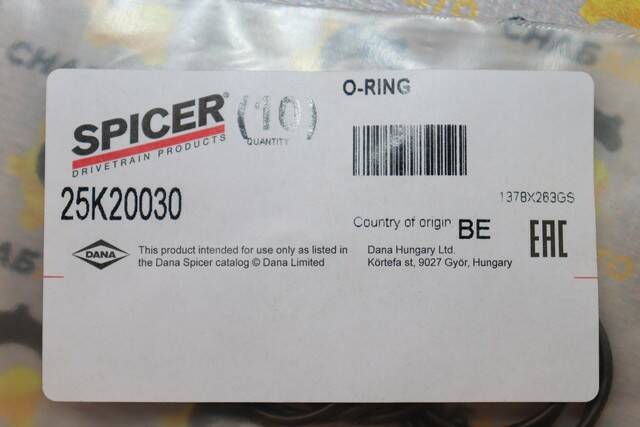 O-RING
SPICER®
DRIVETRAIN PRODUCTS
(10)
QUANTITY
25K20030
1378X263GS
Country of origin BE
EAC
DANA
This product intended for use only as listed in
the Dana Spicer catalog © Dana Limited
Dana Hungary Ltd.
Körtefa st, 9027 Györ, Hungary